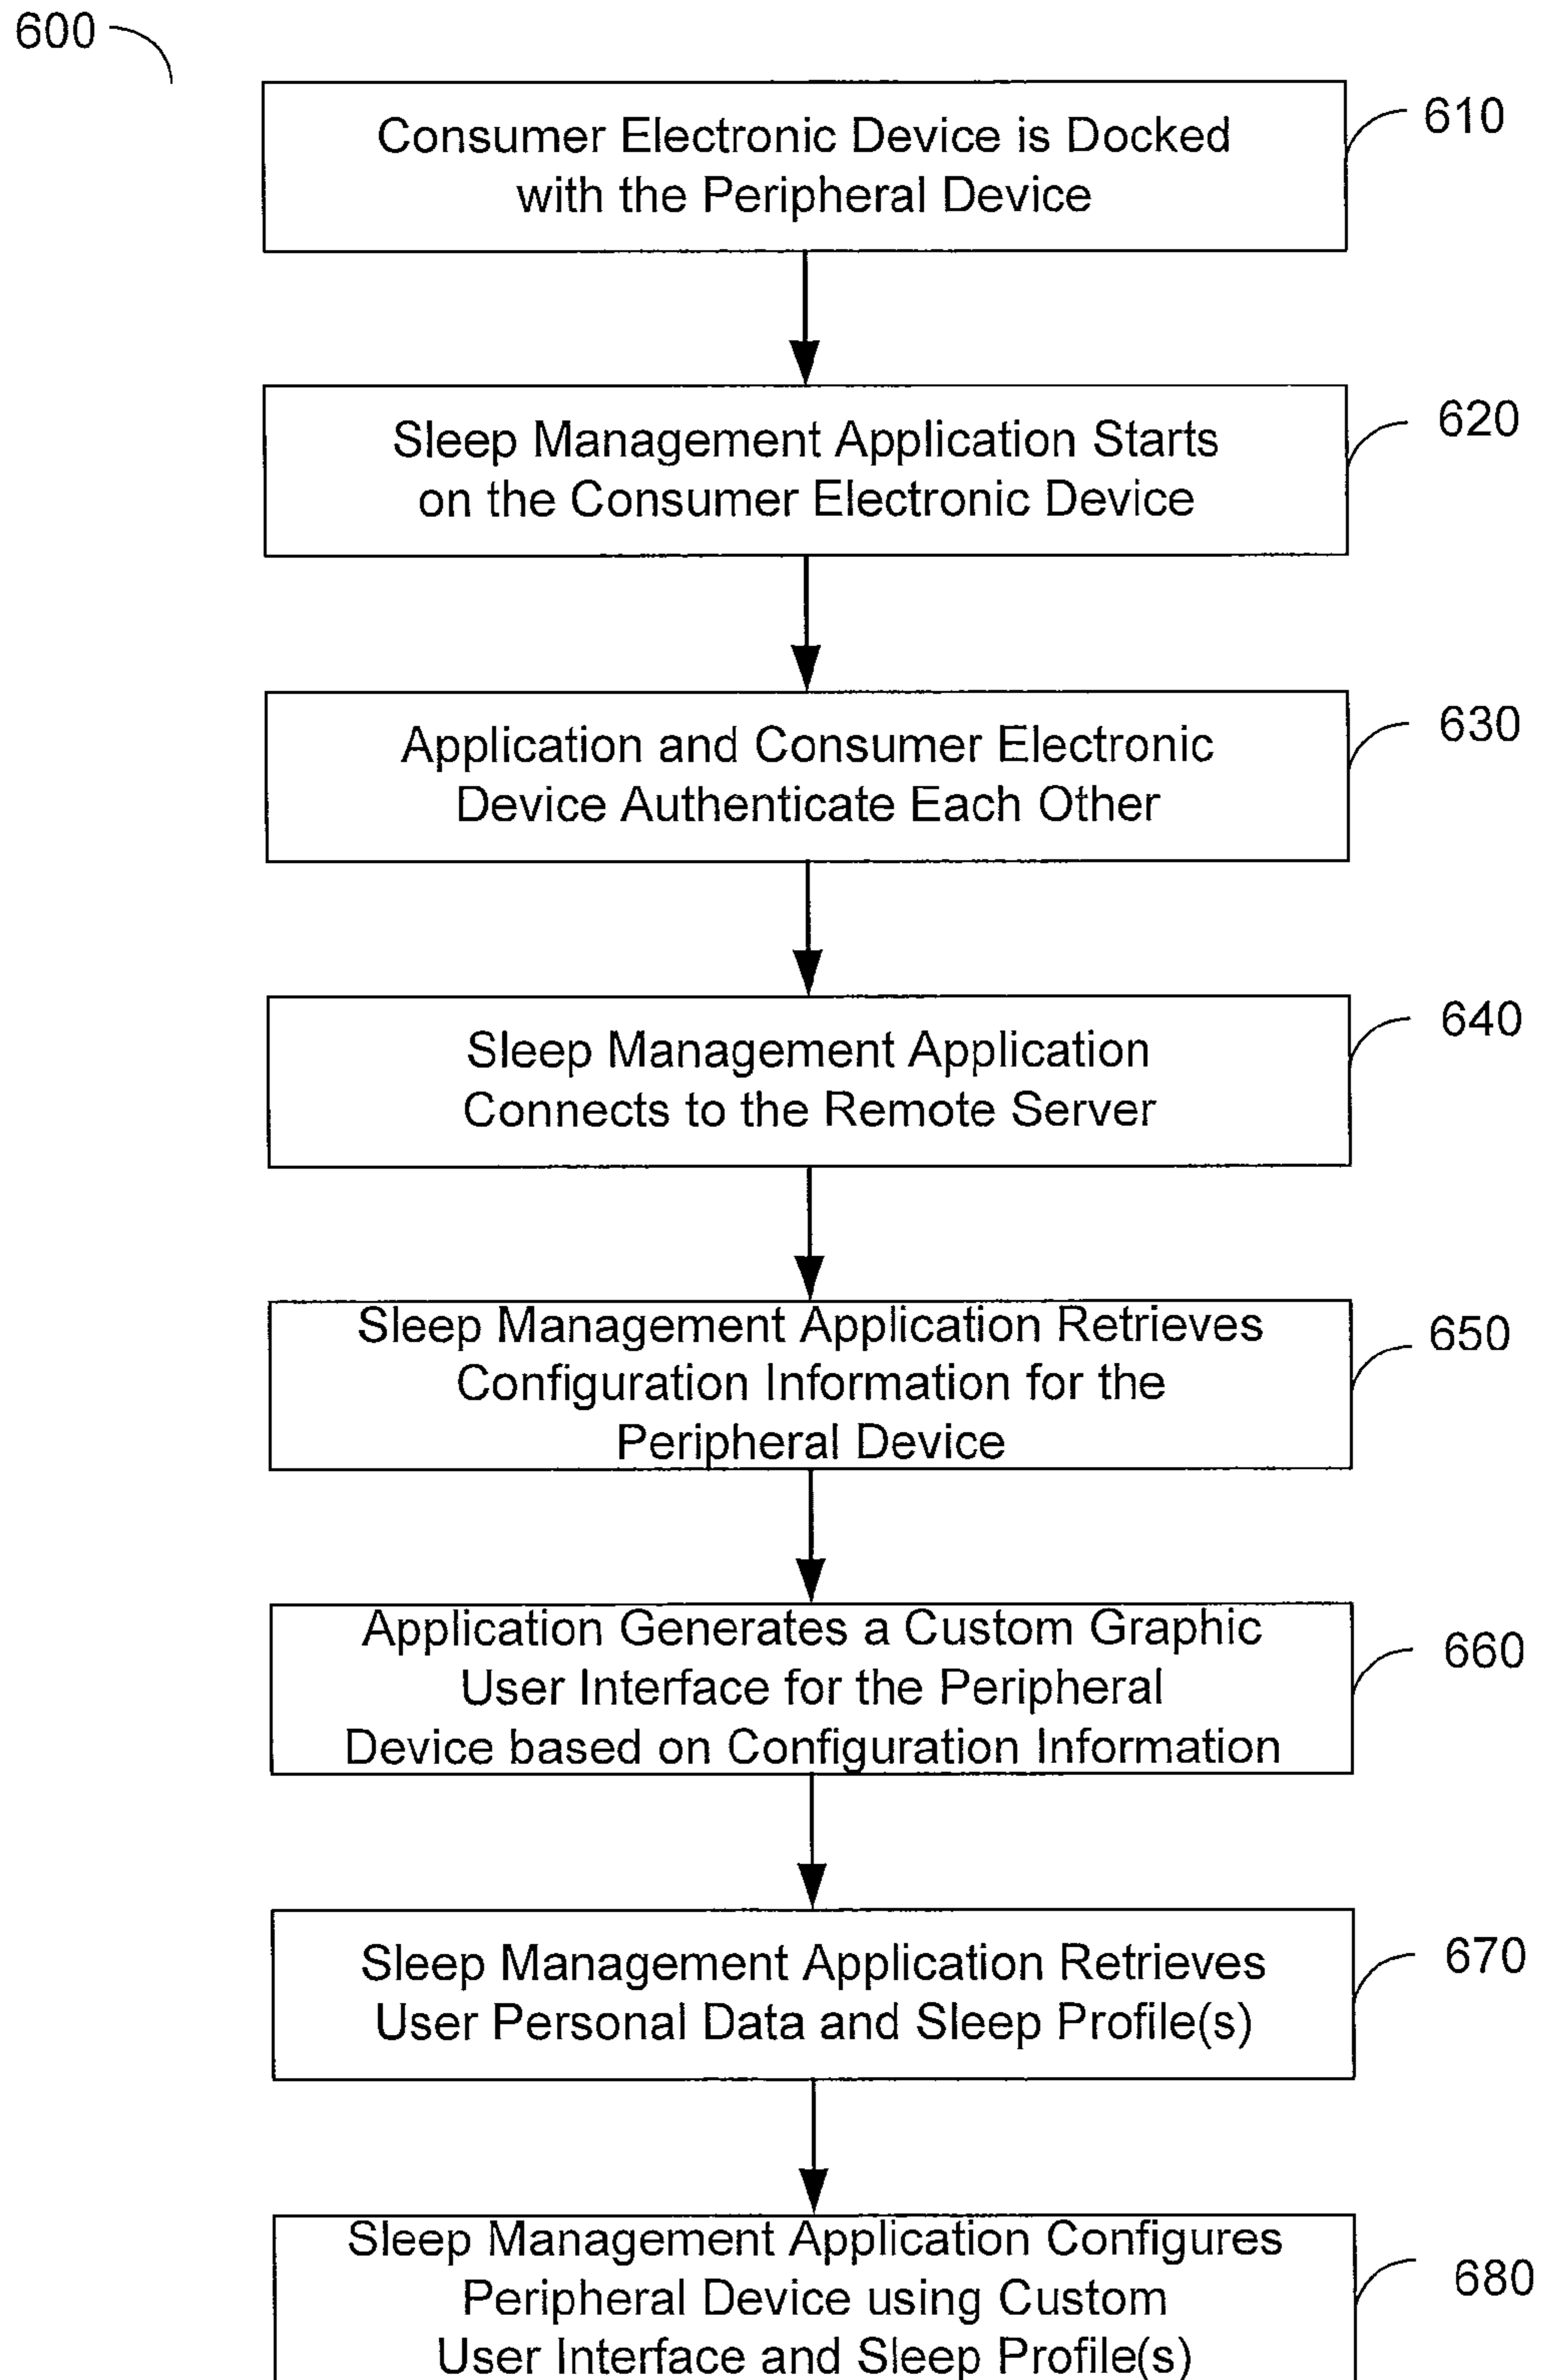 600
Consumer Electronic Device is Docked
with the Peripheral Device
610
Sleep Management Application Starts
on the Consumer Electronic Device
620
Application and Consumer Electronic
Device Authenticate Each Other
630
Sleep Management Application
Connects to the Remote Server
640
Sleep Management Application Retrieves
Configuration Information for the
Peripheral Device
650
Application Generates a Custom Graphic
User Interface for the Peripheral
Device based on Configuration Information
660
Sleep Management Application Retrieves
User Personal Data and Sleep Profile(s)
670
Sleep Management Application Configures
Peripheral Device using Custom
User Interface and Sleep Profile(s)
680